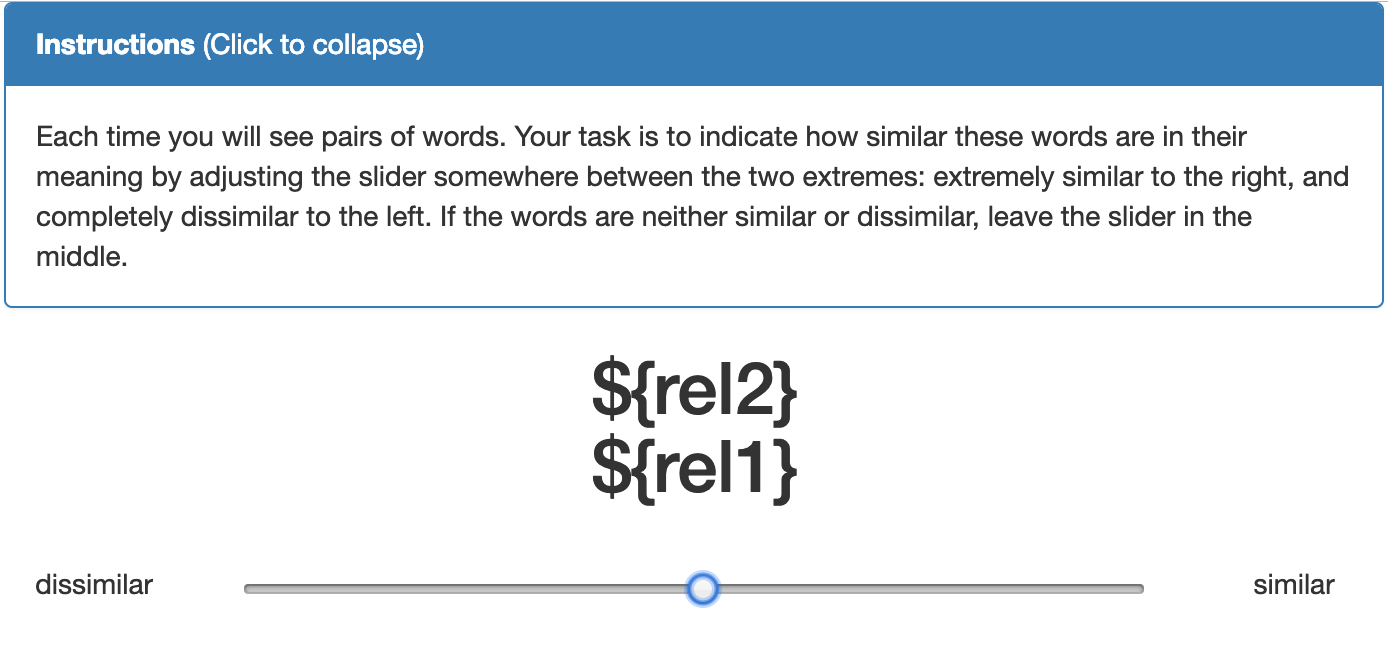 Instructions (Click to collapse)
Each time you will see pairs of words. Your task is to indicate how similar these words are in their
meaning by adjusting the slider somewhere between the two extremes: extremely similar to the right, and
completely dissimilar to the left. If the words are neither similar or dissimilar, leave the slider in the
middle.
${rel2}
${rel1}
dissimilar
similar